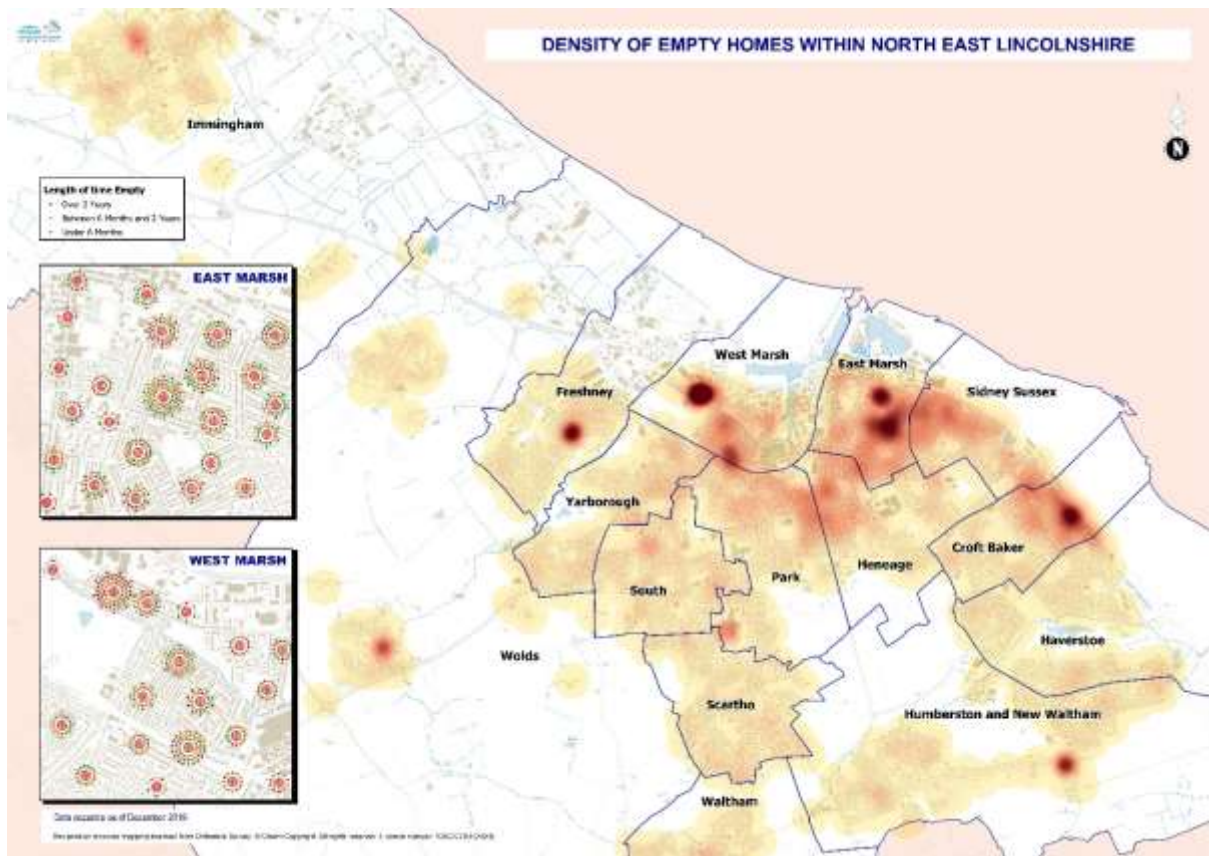 DENSITY OF EMPTY HOMES WITHIN NORTH EAST LINCOLNSHIRE
Immingham
N
Length of time Empty
Over 2 Years
Between 6 Months and 2 Years
Under 6 Months
EAST MARSH
West Marsh
East Marsh
Freshney
Sidney Sussex
Yarborough
WEST MARSH
Croft Baker
Heneage
Park
South
Haverstoe
Wolds
Scartho
Humberston and New Waltham
Waltham